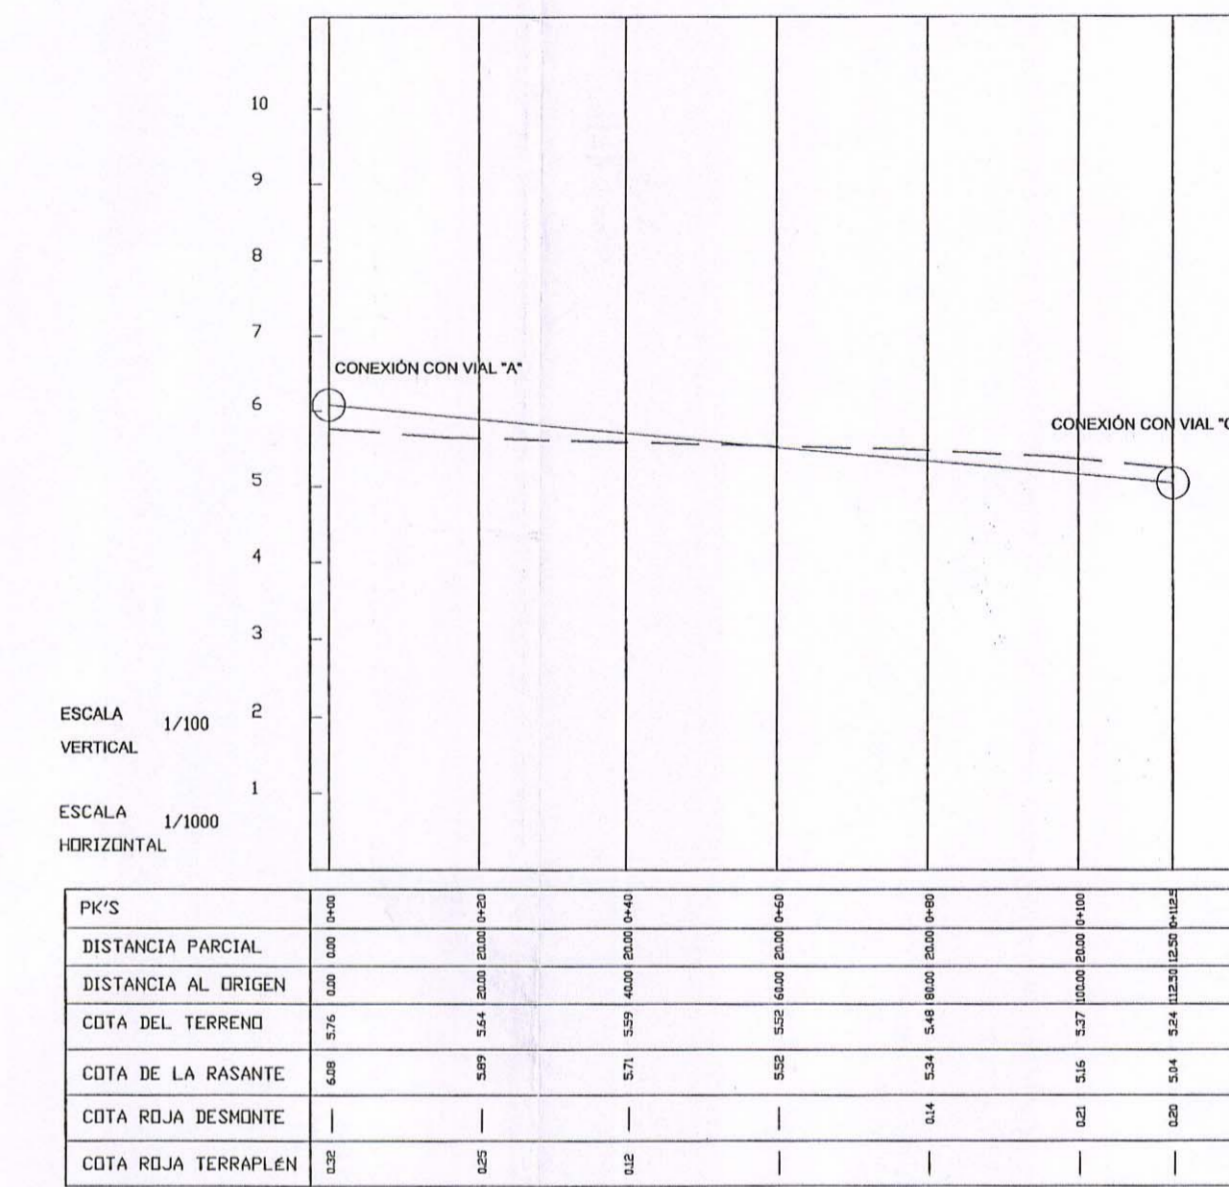 10
9
8
7
CONEXIÓN CON VIAL "A"
6
CONEXIÓN CON VIAL "C
5
4
3
ESCALA 1/100
VERTICAL
2
1
ESCALA 1/1000
HORIZONTAL
PK'S 0+00 0+20 0+40 0+60 0+80 0+100 0+112.5
DISTANCIA PARCIAL 0.00 20.00 20.00 20.00 20.00 20.00 12.50
DISTANCIA AL ORIGEN 0.00 20.00 40.00 60.00 80.00 100.00 112.50
COTA DEL TERRENO 5.76 5.64 5.59 5.52 5.48 5.37 5.24
COTA DE LA RASANTE 6.08 5.89 5.71 5.52 5.34 5.16 5.04
COTA ROJA DESMONTE — — — — 0.14 0.21 0.20
COTA ROJA TERRAPLÉN 0.32 0.25 0.12 — — — —